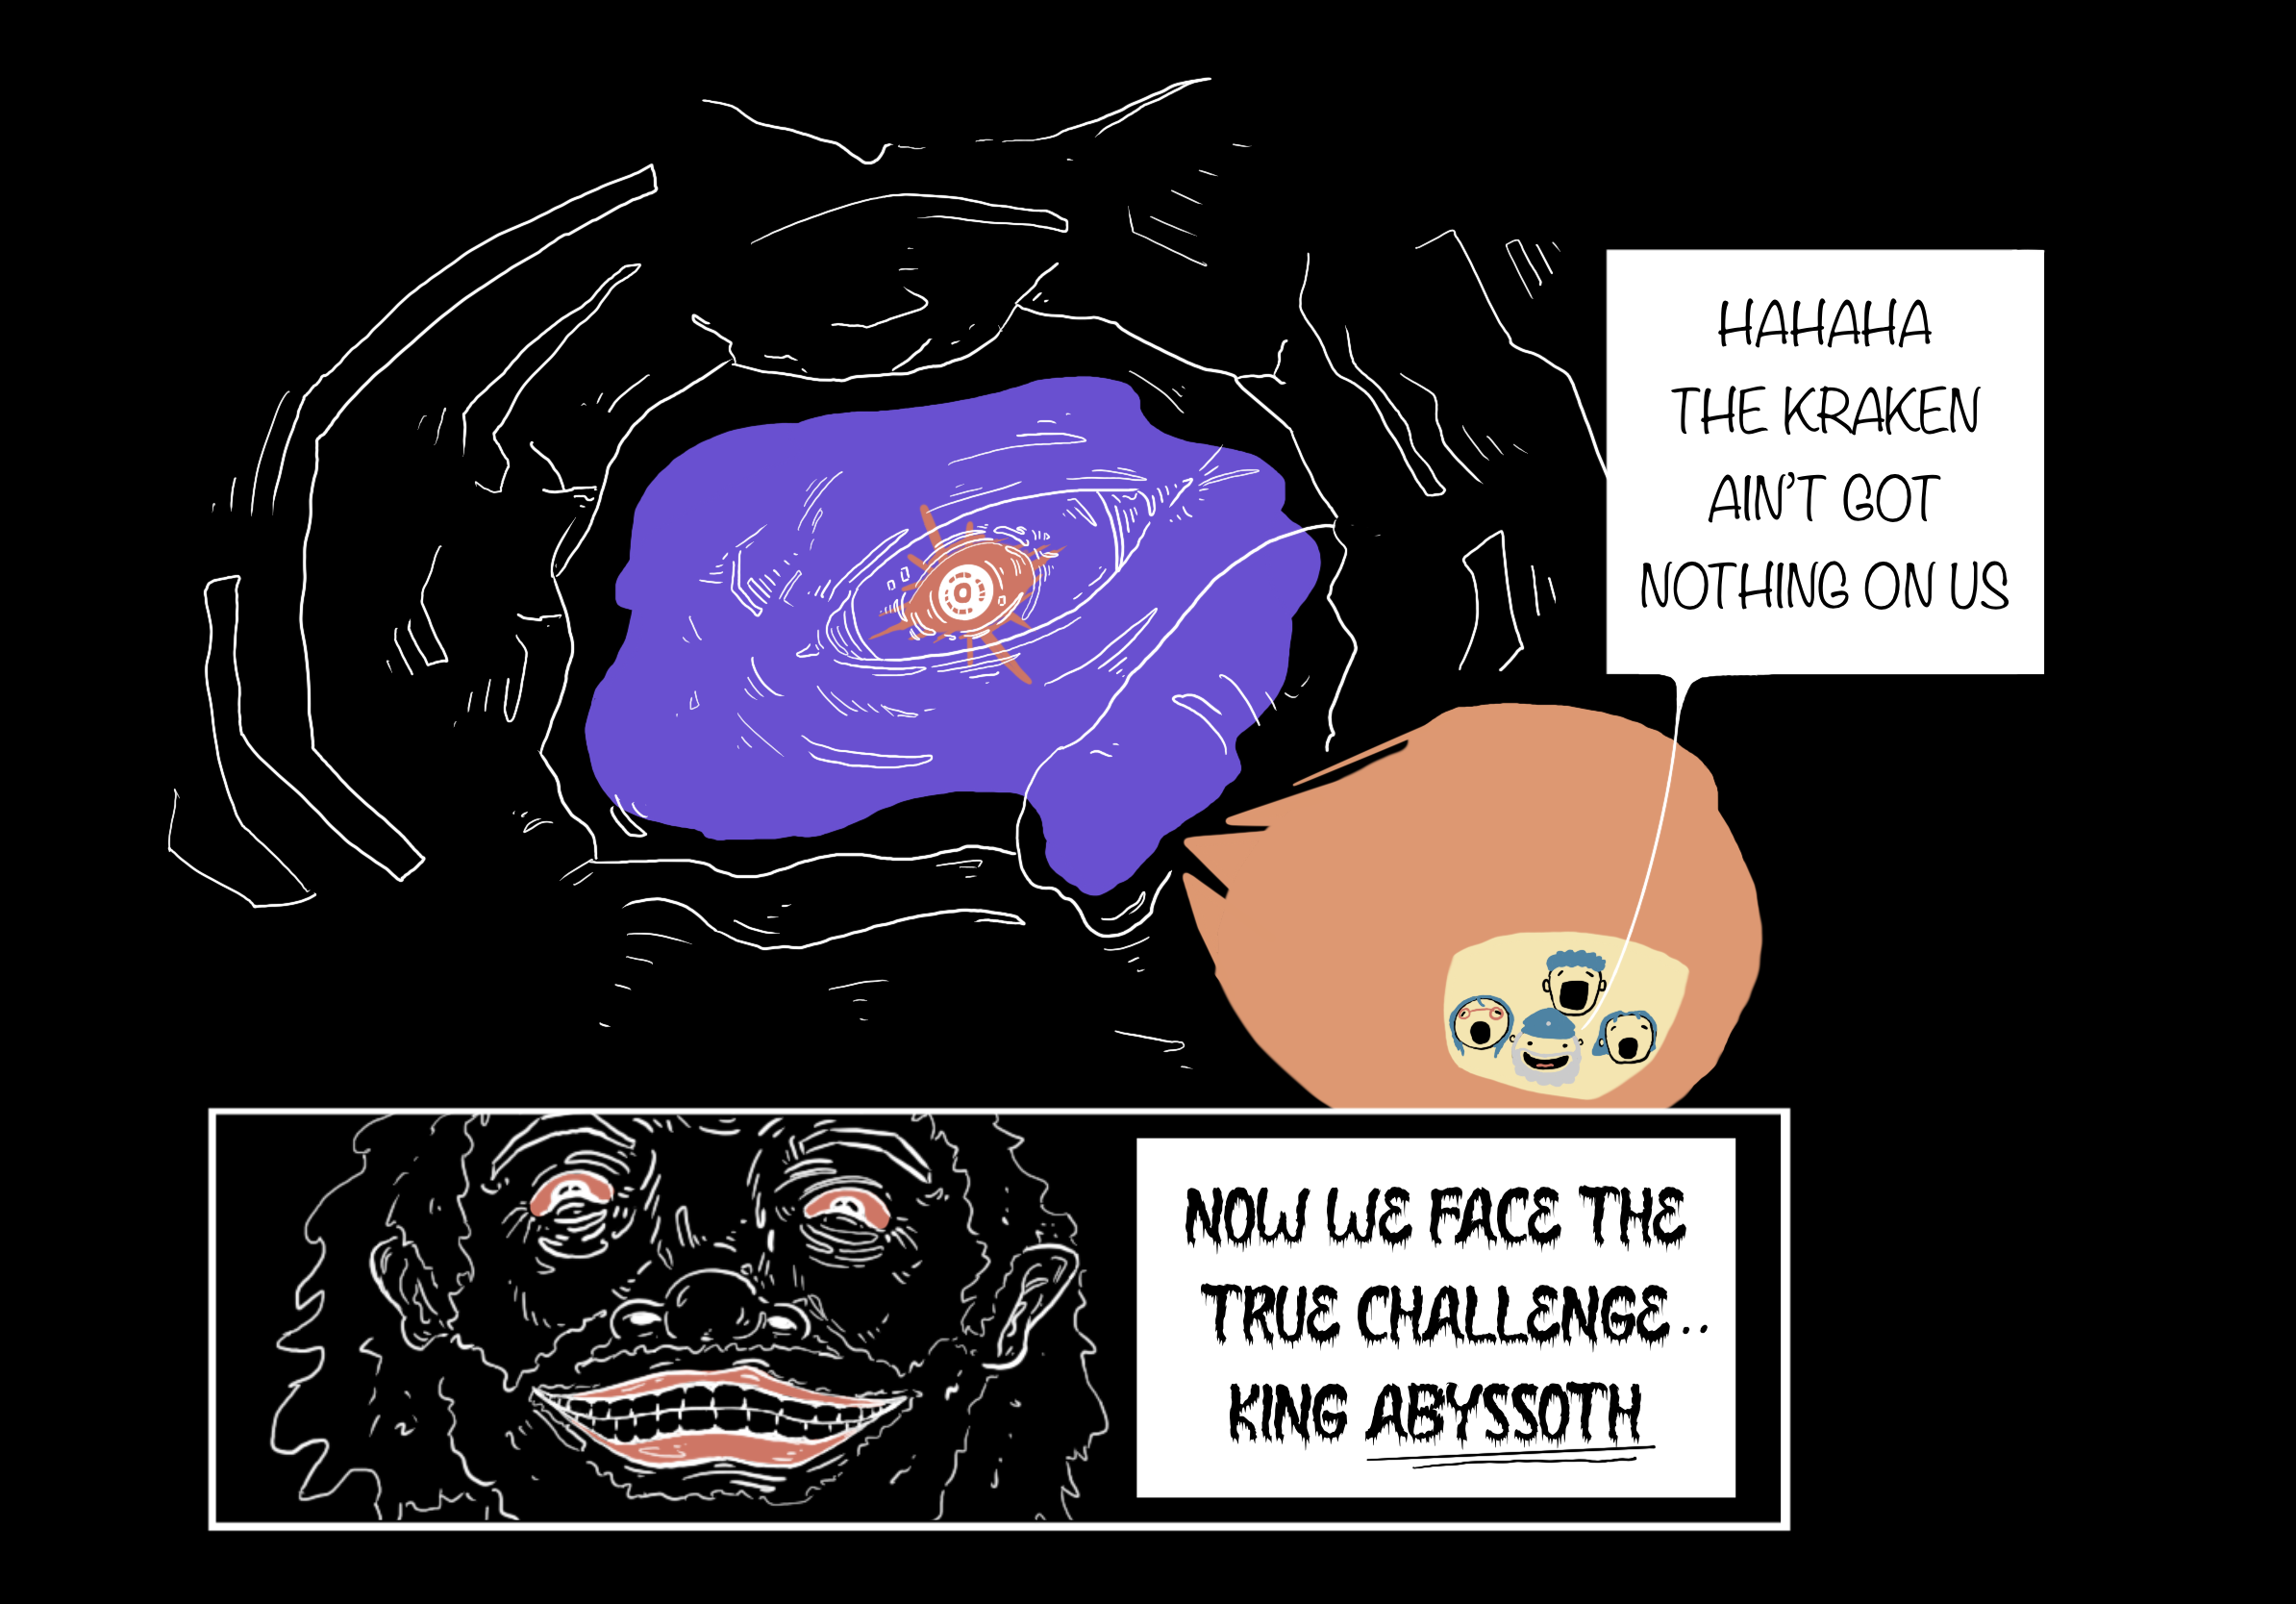 HAHAHA
THE KRAKEN
AIN'T GOT
NOTHING ON US
NOW WE FACE THE
TRUE CHALLENGE..
KING ABYSSOTH